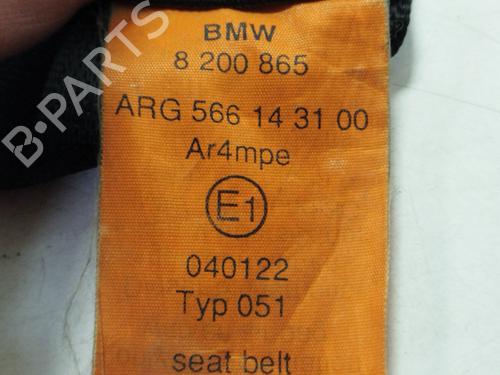 BMW
8 200 865
ARG 566 14 31 00
Ar4mpe
E1
040122
Typ 051
seat belt
B-PARTS